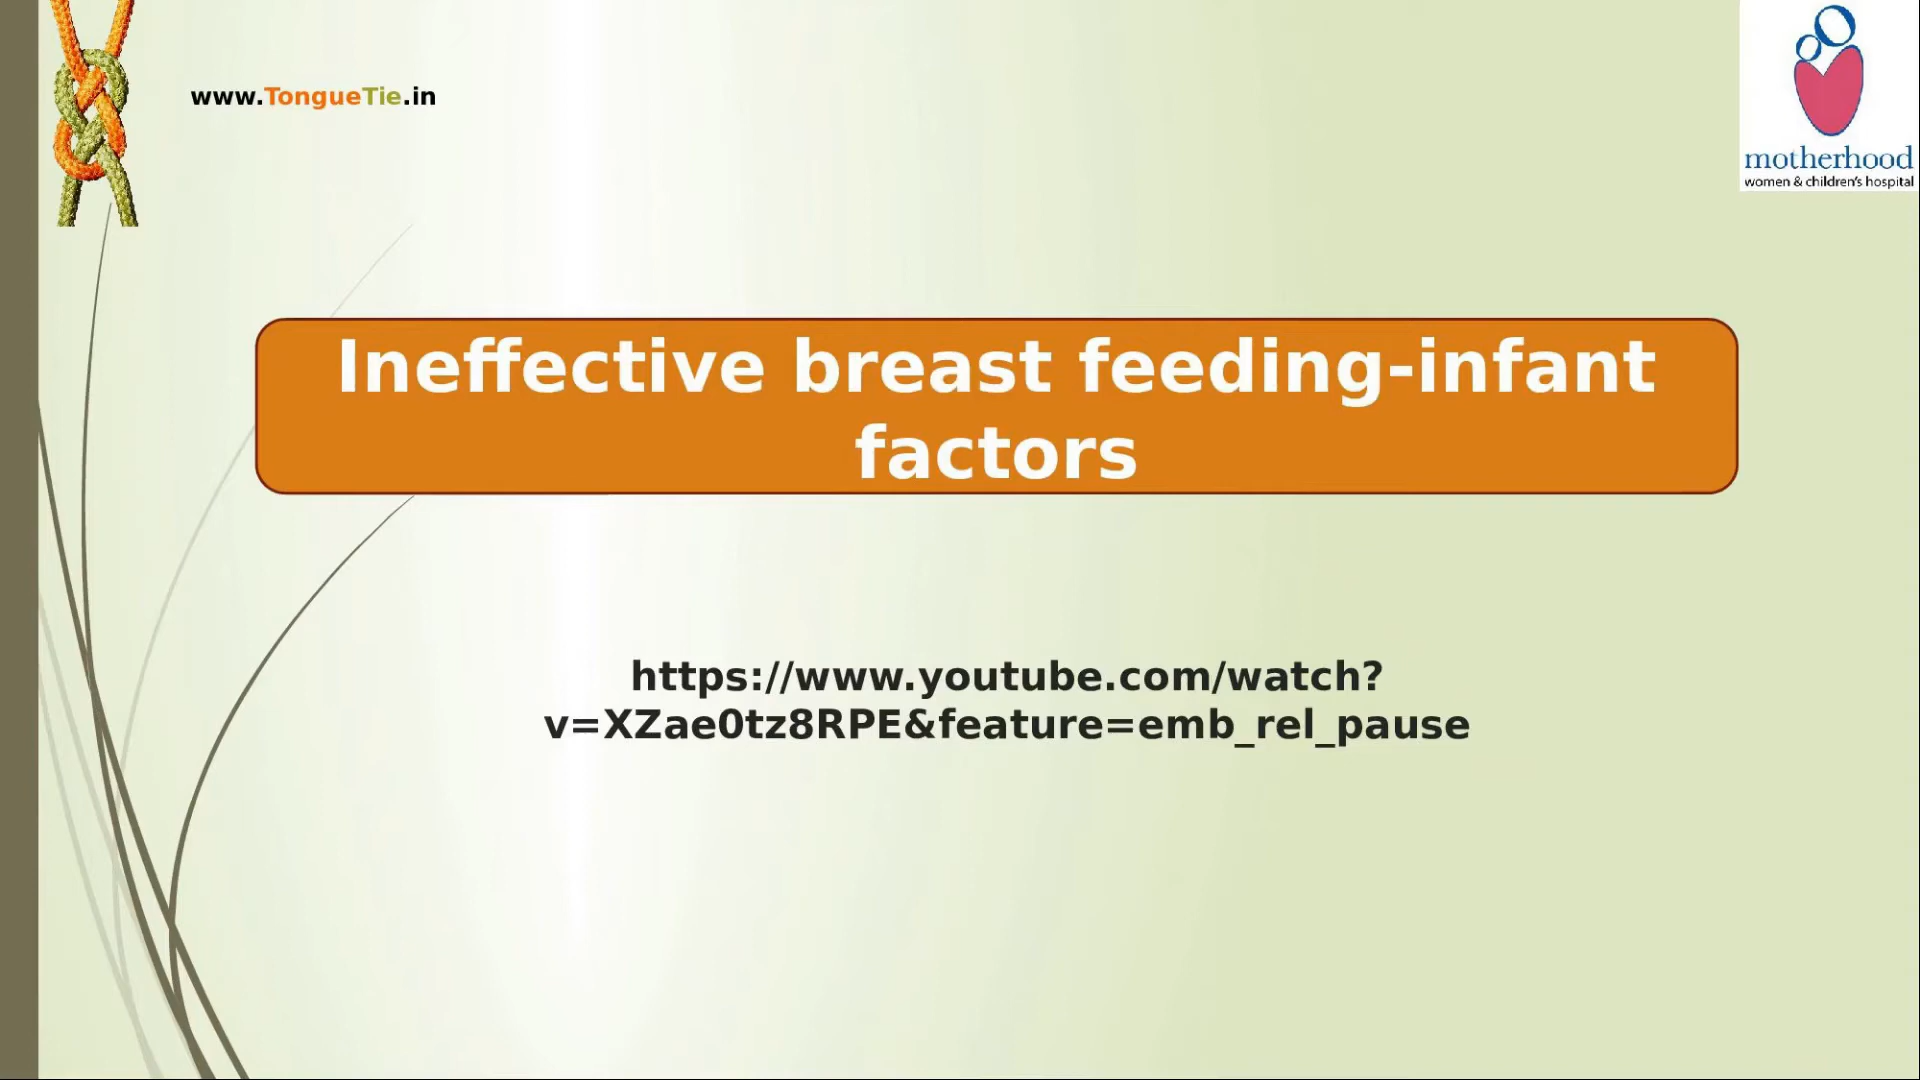 www.TongueTie.in
motherhood
women & children's hospital
Ineffective breast feeding-infant
factors
https://www.youtube.com/watch?
v=XZae0tz8RPE&feature=emb_rel_pause